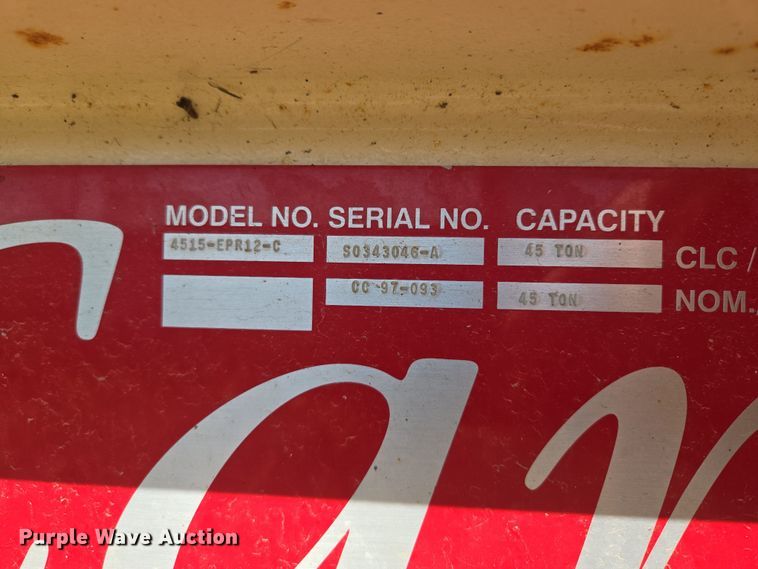 MODEL NO. SERIAL NO. CAPACITY
4515-EPR12-C S0343046-A 45 TON CLC /
CC 97-093 45 TON NOM.
Purple Wave Auction